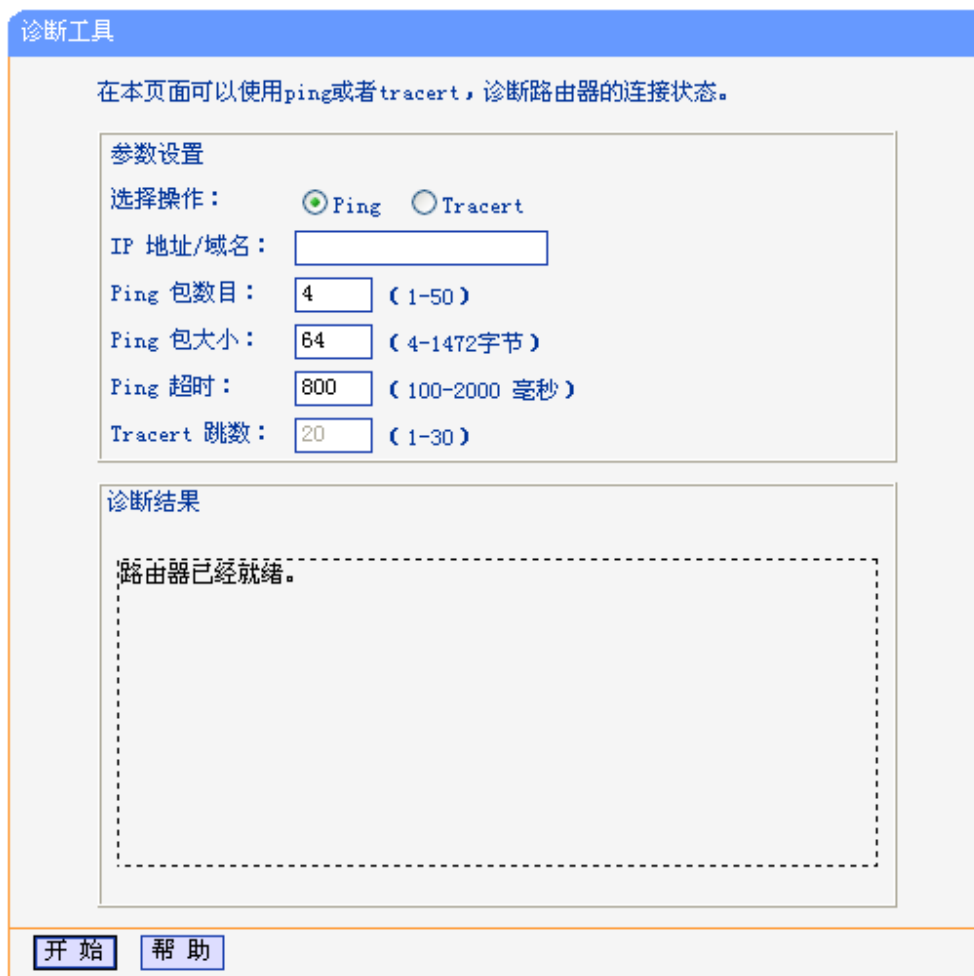 诊断工具
在本页面可以使用ping或者tracert，诊断路由器的连接状态。
参数设置
选择操作： Ping Tracert
IP 地址/域名：
Ping 包数目： 4 （1-50）
Ping 包大小： 64 （4-1472字节）
Ping 超时： 800 （100-2000 毫秒）
Tracert 跳数： 20 （1-30）
诊断结果
路由器已经就绪。
开 始 帮 助